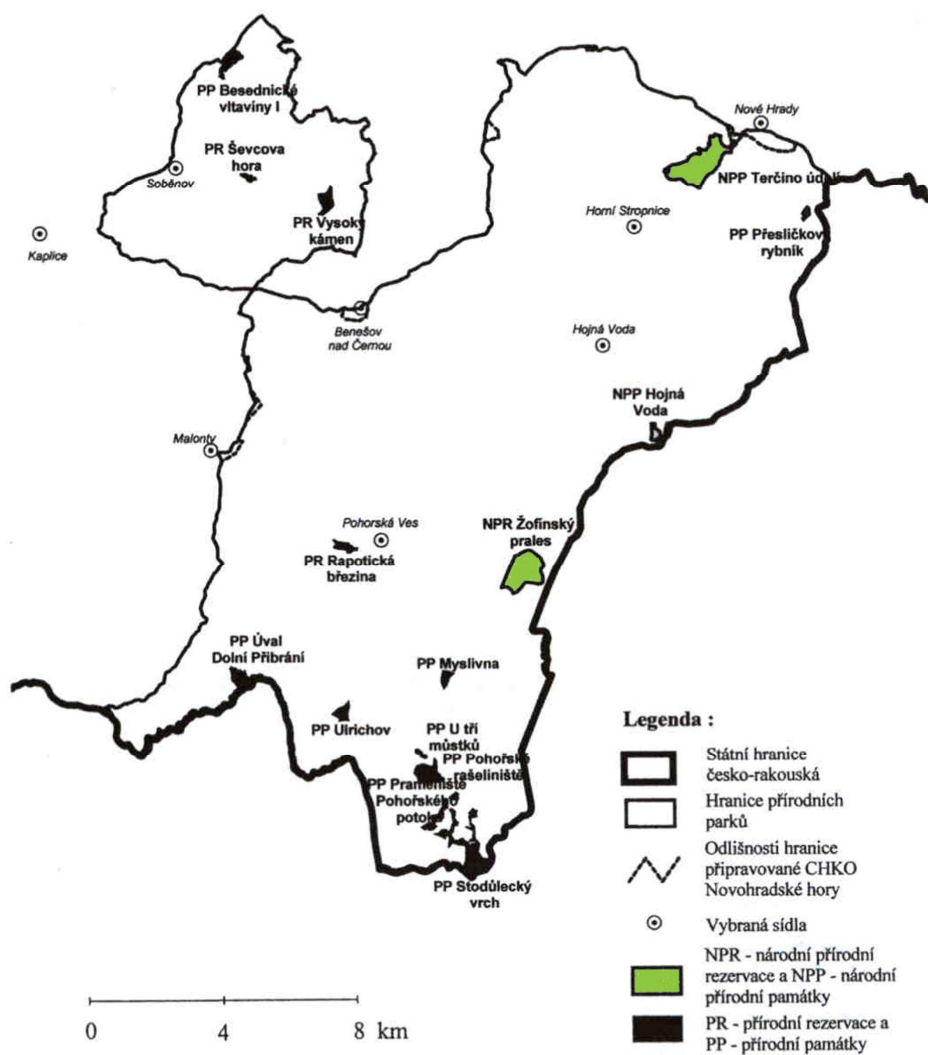 PP Besednické
vltavíny I
Nové Hrady
PR Ševcova
hora
Soběnov
NPP Terčino údolí
PR Vysoký
kámen
Horní Stropnice
PP Přesličkový
rybník
Kaplice
Benešov
nad Černou
Hojná Voda
NPP Hojná
Voda
Malonty
Pohorská Ves
NPR Žofínský
prales
PR Rapotická
březina
PP Úval
Dolní Přibrání
PP Myslivna
PP Ulrichov
PP U tří
můstků
PP Pohořské
rašeliniště
PP Prameniště
Pohořského
potoka
PP Stodůlecký
vrch
Legenda :
Státní hranice
česko-rakouská
Hranice přírodních
parků
Odlišnosti hranice
připravované CHKO
Novohradské hory
Vybraná sídla
NPR - národní přírodní
rezervace a NPP - národní
přírodní památky
PR - přírodní rezervace a
PP - přírodní památky
0 4 8 km